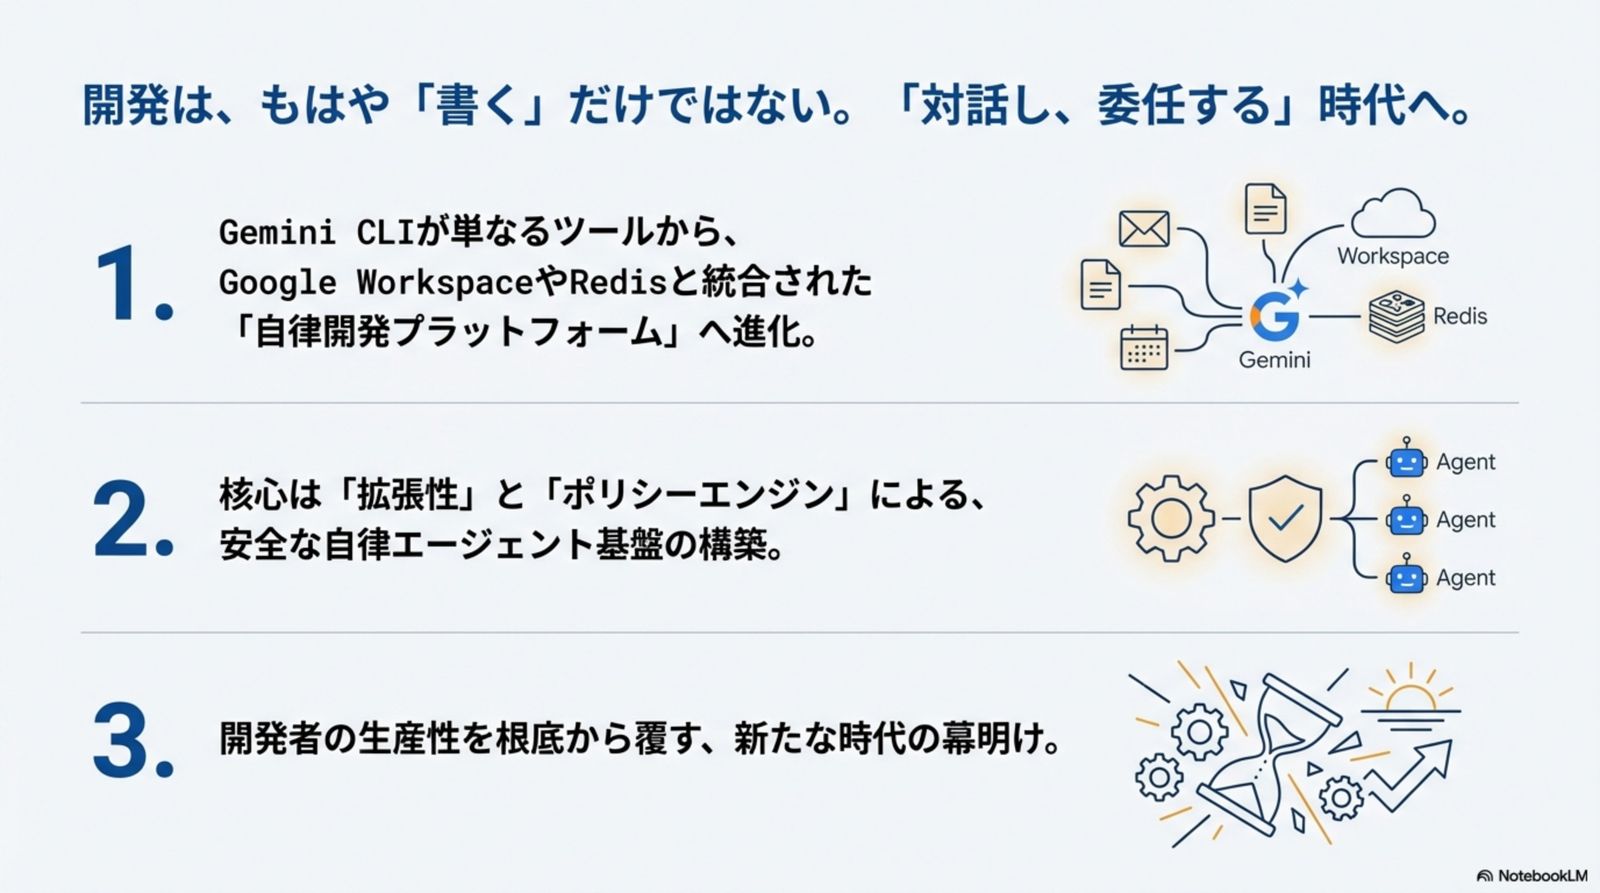 開発は、もはや「書く」だけではない。「対話し、委任する」時代へ。
1.
Gemini CLIが単なるツールから、
Google WorkspaceやRedisと統合された
「自律開発プラットフォーム」へ進化。
Workspace
Redis
Gemini
2.
核心は「拡張性」と「ポリシーエンジン」による、
安全な自律エージェント基盤の構築。
Agent
Agent
Agent
3.
開発者の生産性を根底から覆す、新たな時代の幕明け。
NotebookLM